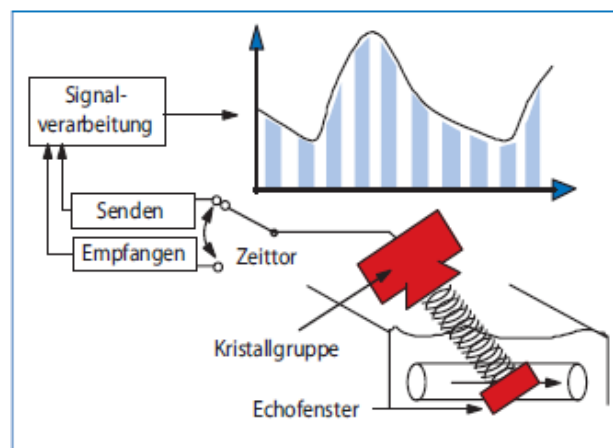 Signal-
verarbeitung
Senden
Empfangen
Zeittor
Kristallgruppe
Echofenster